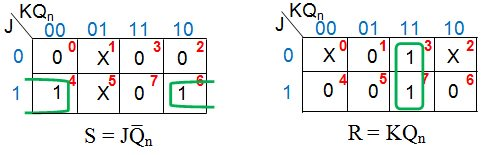 J KQn
00 01 11 10
0 0 0 X 1 0 3 0 2
1 1 4 X 5 0 7 1 6
S = JQ̅n
J KQn
00 01 11 10
0 X 0 0 1 1 3 X 2
1 0 4 0 5 1 7 0 6
R = KQn